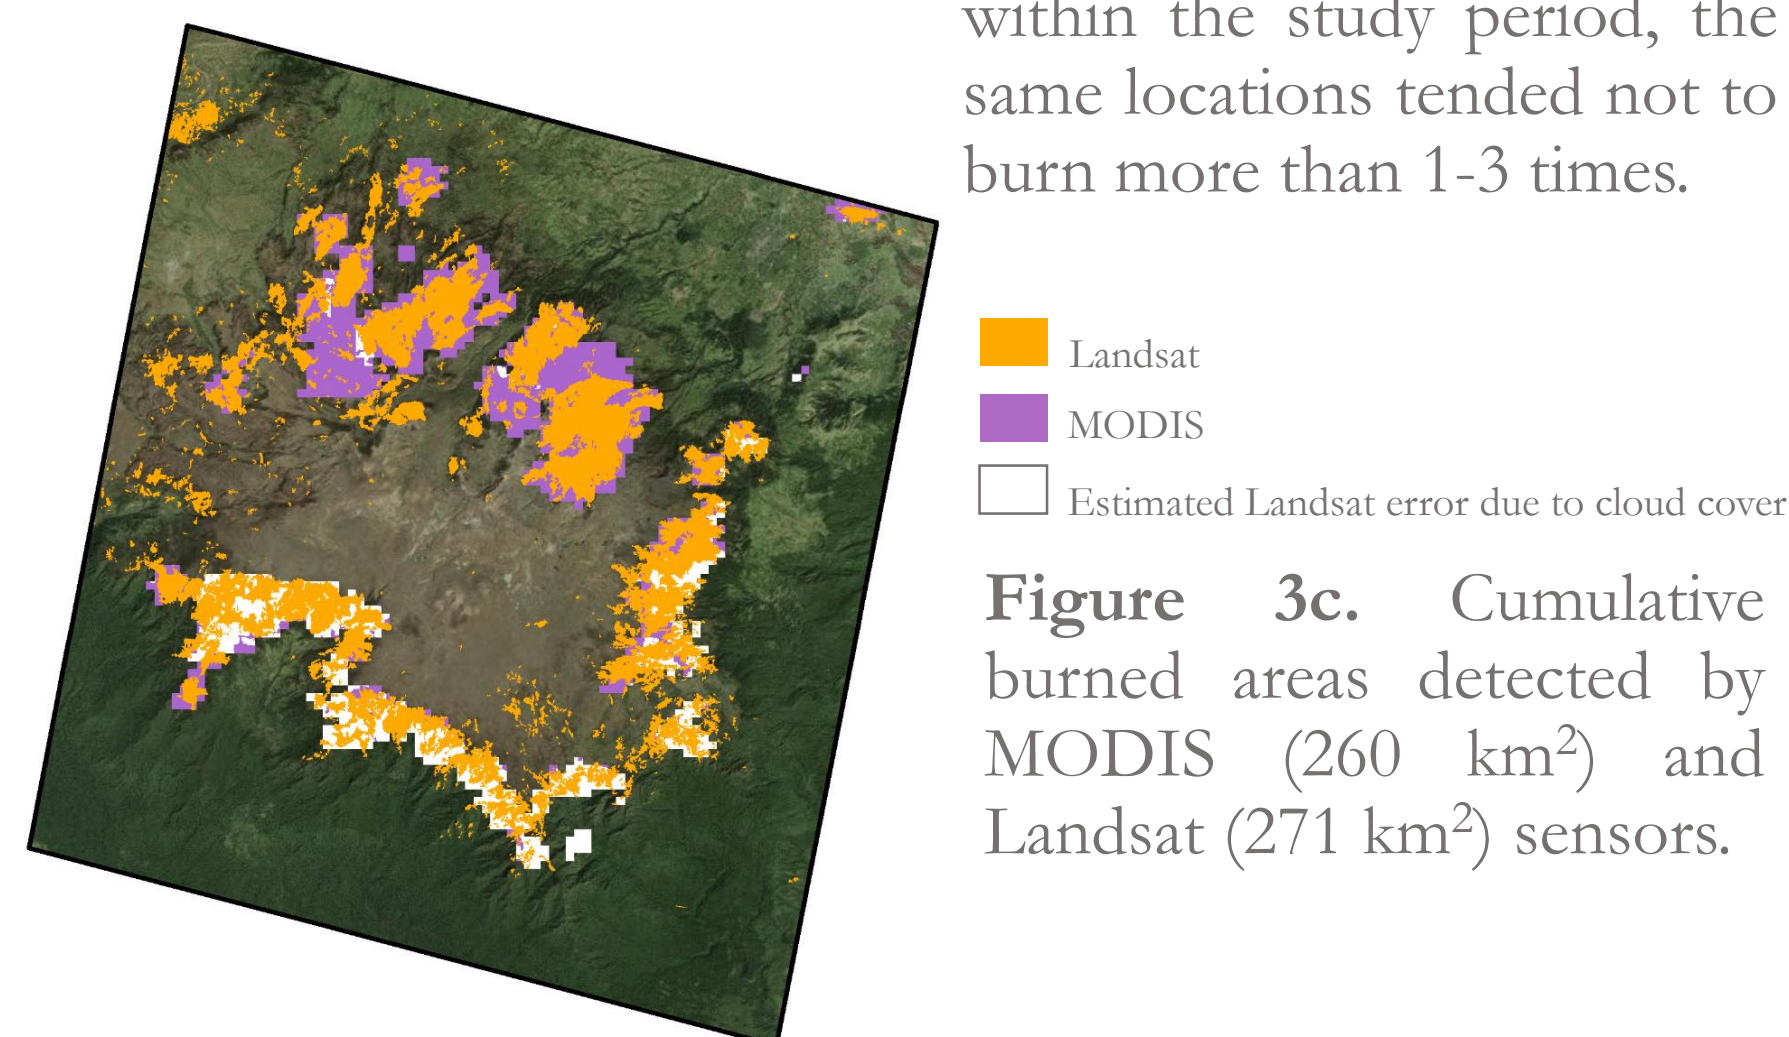 within the study period, the
same locations tended not to
burn more than 1-3 times.
Landsat
MODIS
Estimated Landsat error due to cloud cover
Figure 3c. Cumulative
burned areas detected by
MODIS (260 km²) and
Landsat (271 km²) sensors.